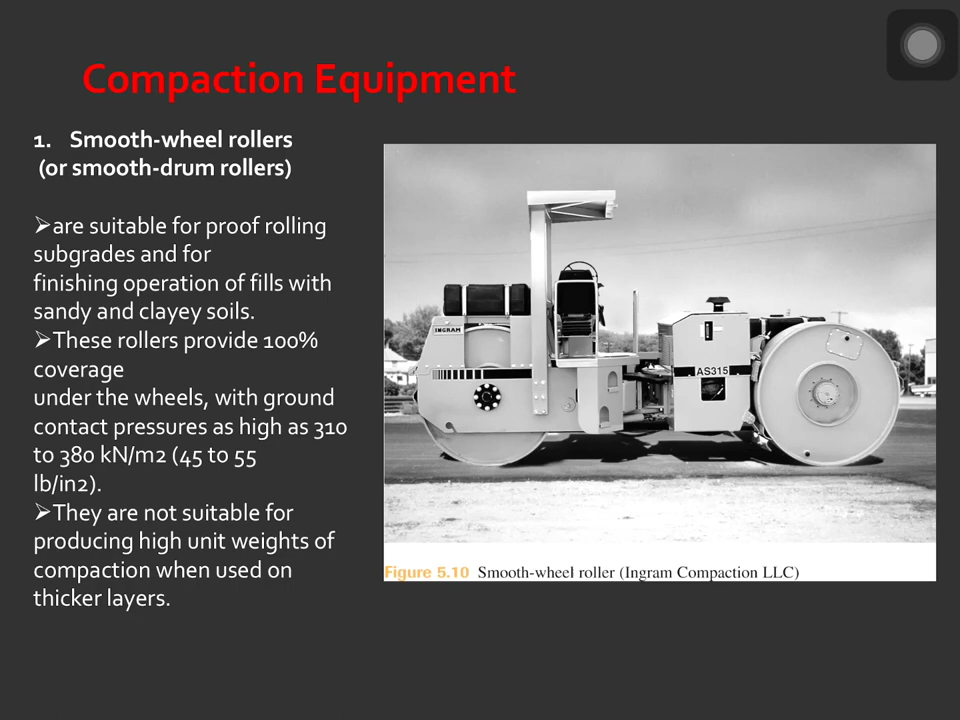 Compaction Equipment
1. Smooth-wheel rollers
(or smooth-drum rollers)
➢are suitable for proof rolling
subgrades and for
finishing operation of fills with
sandy and clayey soils.
➢These rollers provide 100%
coverage
under the wheels, with ground
contact pressures as high as 310
to 380 kN/m2 (45 to 55
lb/in2).
➢They are not suitable for
producing high unit weights of
compaction when used on
thicker layers.
INGRAM
AS315
Figure 5.10 Smooth-wheel roller (Ingram Compaction LLC)